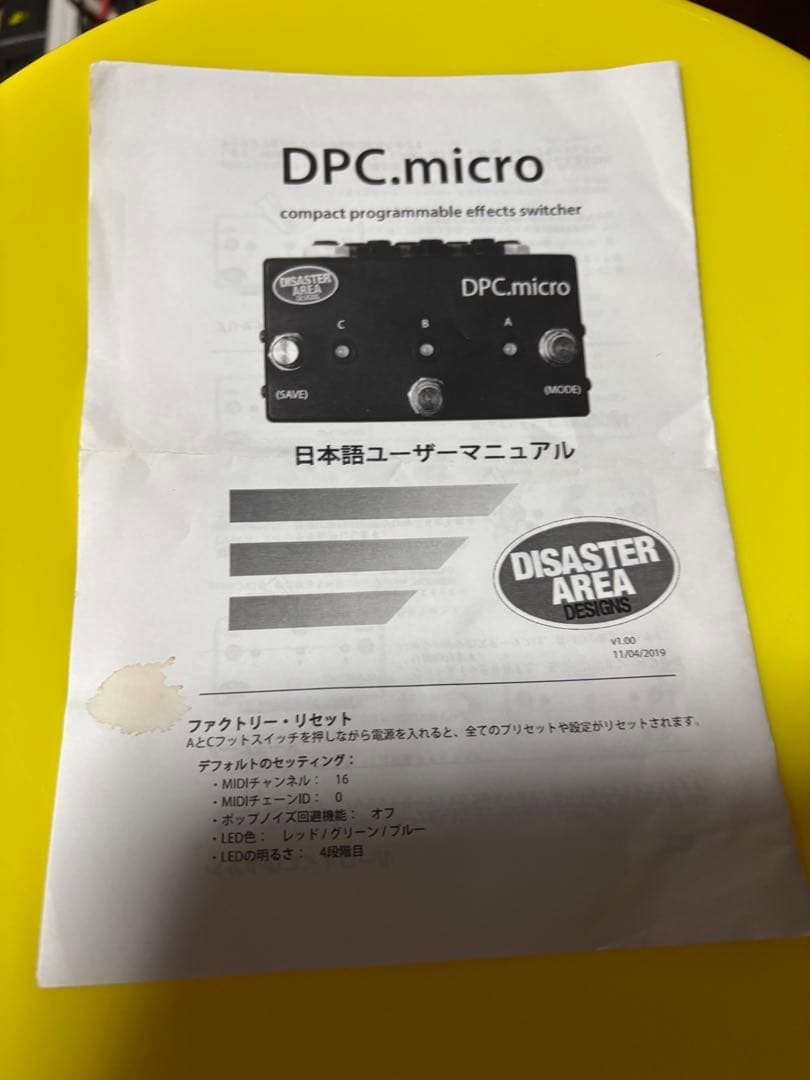 DPC.micro
compact programmable effects switcher
DISASTER
AREA
DESIGNS
DPC.micro
C
B
A
(SAVE)
(MODE)
日本語ユーザーマニュアル
DISASTER
AREA
DESIGNS
v1.00
11/04/2019
ファクトリー・リセット
AとCフットスイッチを押しながら電源を入れると、全てのプリセットや設定がリセットされます。
デフォルトのセッティング：
・MIDIチャンネル： 16
・MIDIチェーンID： 0
・ポップノイズ回避機能： オフ
・LED色： レッド / グリーン / ブルー
・LEDの明るさ： 4段階目